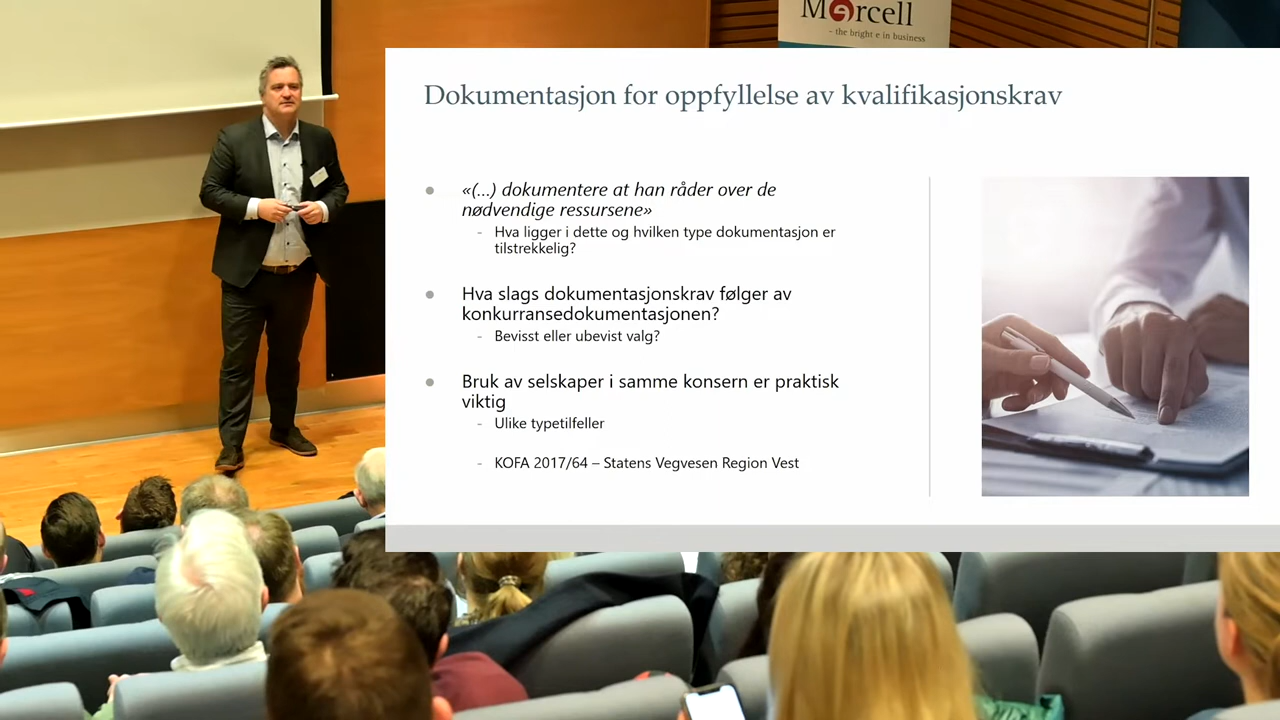 Mercell
- the bright e in business
Dokumentasjon for oppfyllelse av kvalifikasjonskrav
«(...) dokumentere at han råder over de
nødvendige ressursene»
- Hva ligger i dette og hvilken type dokumentasjon er
tilstrekkelig?
Hva slags dokumentasjonskrav følger av
konkurransedokumentasjonen?
- Bevisst eller ubevist valg?
Bruk av selskaper i samme konsern er praktisk
viktig
- Ulike typetilfeller
- KOFA 2017/64 – Statens Vegvesen Region Vest